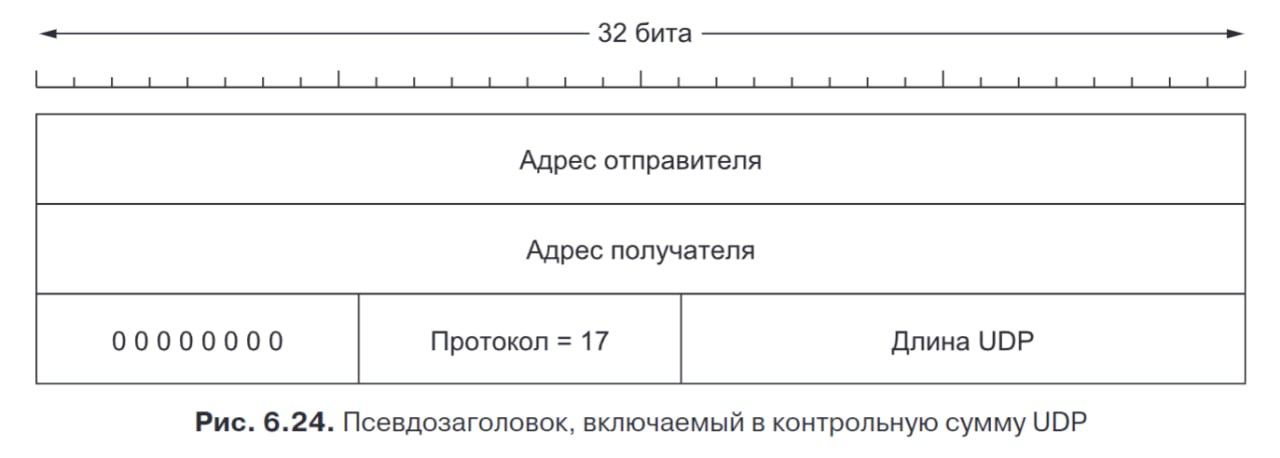 32 бита
Адрес отправителя
Адрес получателя
0 0 0 0 0 0 0 0 Протокол = 17 Длина UDP
Рис. 6.24. Псевдозаголовок, включаемый в контрольную сумму UDP